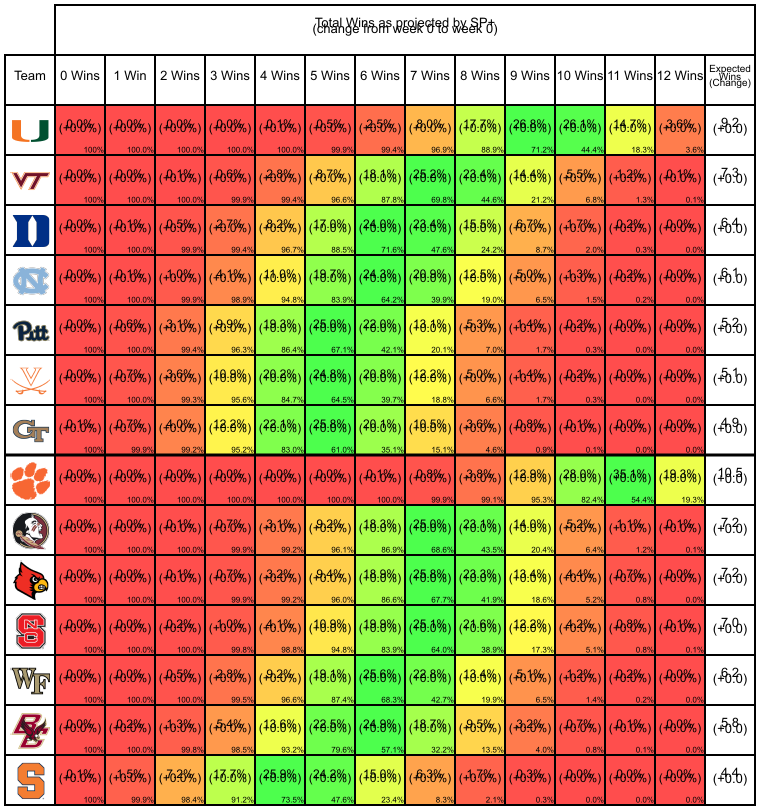 Total Wins as projected by SP+
(change from week 0 to week 0)
Team 0 Wins 1 Win 2 Wins 3 Wins 4 Wins 5 Wins 6 Wins 7 Wins 8 Wins 9 Wins 10 Wins 11 Wins 12 Wins Expected Wins (Change)
0.0% 0.0% 0.0% 0.0% 0.1% 0.5% 2.5% 8.0% 17.7% 26.8% 26.1% 14.7% 3.6% 9.2
(+0.0%) (+0.0%) (+0.0%) (+0.0%) (+0.0%) (+0.0%) (+0.0%) (+0.0%) (+0.0%) (+0.0%) (+0.0%) (+0.0%) (+0.0%) (+0.0)
100% 100.0% 100.0% 100.0% 100.0% 99.9% 99.4% 96.9% 88.9% 71.2% 44.4% 18.3% 3.6%
VT 0.0% 0.0% 0.1% 0.6% 2.8% 8.7% 18.1% 25.2% 23.4% 14.4% 5.5% 1.2% 0.1% 7.3
(+0.0%) (+0.0%) (+0.0%) (+0.0%) (+0.0%) (+0.0%) (+0.0%) (+0.0%) (+0.0%) (+0.0%) (+0.0%) (+0.0%) (+0.0%) (+0.0)
100% 100.0% 100.0% 99.9% 99.4% 96.6% 87.8% 69.8% 44.6% 21.2% 6.8% 1.3% 0.1%
D 0.0% 0.1% 0.5% 2.7% 8.2% 17.0% 24.0% 23.4% 15.5% 6.7% 1.7% 0.3% 0.0% 6.4
(+0.0%) (+0.0%) (+0.0%) (+0.0%) (+0.0%) (+0.0%) (+0.0%) (+0.0%) (+0.0%) (+0.0%) (+0.0%) (+0.0%) (+0.0%) (+0.0)
100% 100.0% 99.9% 99.4% 96.7% 88.5% 71.6% 47.6% 24.2% 8.7% 2.0% 0.3% 0.0%
NC 0.0% 0.1% 1.0% 4.1% 11.0% 19.7% 24.3% 20.9% 12.5% 5.0% 1.3% 0.2% 0.0% 6.1
(+0.0%) (+0.0%) (+0.0%) (+0.0%) (+0.0%) (+0.0%) (+0.0%) (+0.0%) (+0.0%) (+0.0%) (+0.0%) (+0.0%) (+0.0%) (+0.0)
100% 100.0% 99.9% 98.9% 94.8% 83.9% 64.2% 39.9% 19.0% 6.5% 1.5% 0.2% 0.0%
Pitt 0.0% 0.6% 3.1% 9.9% 19.3% 25.0% 22.0% 13.1% 5.3% 1.4% 0.2% 0.0% 0.0% 5.2
(+0.0%) (+0.0%) (+0.0%) (+0.0%) (+0.0%) (+0.0%) (+0.0%) (+0.0%) (+0.0%) (+0.0%) (+0.0%) (+0.0%) (+0.0%) (+0.0)
100% 100.0% 99.4% 96.3% 86.4% 67.1% 42.1% 20.1% 7.0% 1.7% 0.3% 0.0% 0.0%
V 0.0% 0.7% 3.6% 10.9% 20.2% 24.8% 20.8% 12.2% 5.0% 1.4% 0.2% 0.0% 0.0% 5.1
(+0.0%) (+0.0%) (+0.0%) (+0.0%) (+0.0%) (+0.0%) (+0.0%) (+0.0%) (+0.0%) (+0.0%) (+0.0%) (+0.0%) (+0.0%) (+0.0)
100% 100.0% 99.3% 95.6% 84.7% 64.5% 39.7% 18.8% 6.6% 1.7% 0.3% 0.0% 0.0%
GT 0.1% 0.7% 4.0% 12.2% 22.1% 25.8% 20.1% 10.5% 3.6% 0.8% 0.1% 0.0% 0.0% 4.9
(+0.0%) (+0.0%) (+0.0%) (+0.0%) (+0.0%) (+0.0%) (+0.0%) (+0.0%) (+0.0%) (+0.0%) (+0.0%) (+0.0%) (+0.0%) (+0.0)
100% 99.9% 99.2% 95.2% 83.0% 61.0% 35.1% 15.1% 4.6% 0.9% 0.1% 0.0% 0.0%
0.0% 0.0% 0.0% 0.0% 0.0% 0.0% 0.1% 0.8% 3.8% 12.9% 28.0% 35.1% 19.3% 10.5
(+0.0%) (+0.0%) (+0.0%) (+0.0%) (+0.0%) (+0.0%) (+0.0%) (+0.0%) (+0.0%) (+0.0%) (+0.0%) (+0.0%) (+0.0%) (+0.0)
100% 100.0% 100.0% 100.0% 100.0% 100.0% 100.0% 99.9% 99.1% 95.3% 82.4% 54.4% 19.3%
0.0% 0.0% 0.1% 0.7% 3.1% 9.2% 18.3% 25.0% 23.1% 14.0% 5.2% 1.1% 0.1% 7.2
(+0.0%) (+0.0%) (+0.0%) (+0.0%) (+0.0%) (+0.0%) (+0.0%) (+0.0%) (+0.0%) (+0.0%) (+0.0%) (+0.0%) (+0.0%) (+0.0)
100% 100.0% 100.0% 99.9% 99.2% 96.1% 86.9% 68.6% 43.5% 20.4% 6.4% 1.2% 0.1%
0.0% 0.0% 0.1% 0.7% 3.2% 9.4% 18.9% 25.8% 23.3% 13.4% 4.4% 0.7% 0.0% 7.2
(+0.0%) (+0.0%) (+0.0%) (+0.0%) (+0.0%) (+0.0%) (+0.0%) (+0.0%) (+0.0%) (+0.0%) (+0.0%) (+0.0%) (+0.0%) (+0.0)
100% 100.0% 100.0% 99.9% 99.2% 96.0% 86.6% 67.7% 41.9% 18.6% 5.2% 0.8% 0.0%
NCS 0.0% 0.0% 0.2% 1.0% 4.1% 10.9% 19.9% 25.1% 21.6% 12.2% 4.2% 0.8% 0.1% 7.0
(+0.0%) (+0.0%) (+0.0%) (+0.0%) (+0.0%) (+0.0%) (+0.0%) (+0.0%) (+0.0%) (+0.0%) (+0.0%) (+0.0%) (+0.0%) (+0.0)
100% 100.0% 100.0% 99.8% 98.8% 94.8% 83.9% 64.0% 38.9% 17.3% 5.1% 0.8% 0.1%
WF 0.0% 0.0% 0.5% 2.8% 9.2% 19.1% 25.6% 22.8% 13.4% 5.1% 1.2% 0.2% 0.0% 6.2
(+0.0%) (+0.0%) (+0.0%) (+0.0%) (+0.0%) (+0.0%) (+0.0%) (+0.0%) (+0.0%) (+0.0%) (+0.0%) (+0.0%) (+0.0%) (+0.0)
100% 100.0% 100.0% 99.5% 96.6% 87.4% 68.3% 42.7% 19.9% 6.5% 1.4% 0.2% 0.0%
BC 0.0% 0.2% 1.3% 5.4% 13.6% 22.5% 24.9% 18.7% 9.5% 3.2% 0.7% 0.1% 0.0% 5.8
(+0.0%) (+0.0%) (+0.0%) (+0.0%) (+0.0%) (+0.0%) (+0.0%) (+0.0%) (+0.0%) (+0.0%) (+0.0%) (+0.0%) (+0.0%) (+0.0)
100% 100.0% 99.8% 98.5% 93.2% 79.6% 57.1% 32.2% 13.5% 4.0% 0.8% 0.1% 0.0%
S 0.1% 1.5% 7.2% 17.7% 25.9% 24.2% 15.0% 6.3% 1.7% 0.3% 0.0% 0.0% 0.0% 4.4
(+0.0%) (+0.0%) (+0.0%) (+0.0%) (+0.0%) (+0.0%) (+0.0%) (+0.0%) (+0.0%) (+0.0%) (+0.0%) (+0.0%) (+0.0%) (+0.0)
100% 99.9% 98.4% 91.2% 73.5% 47.6% 23.4% 8.3% 2.1% 0.3% 0.0% 0.0% 0.0%